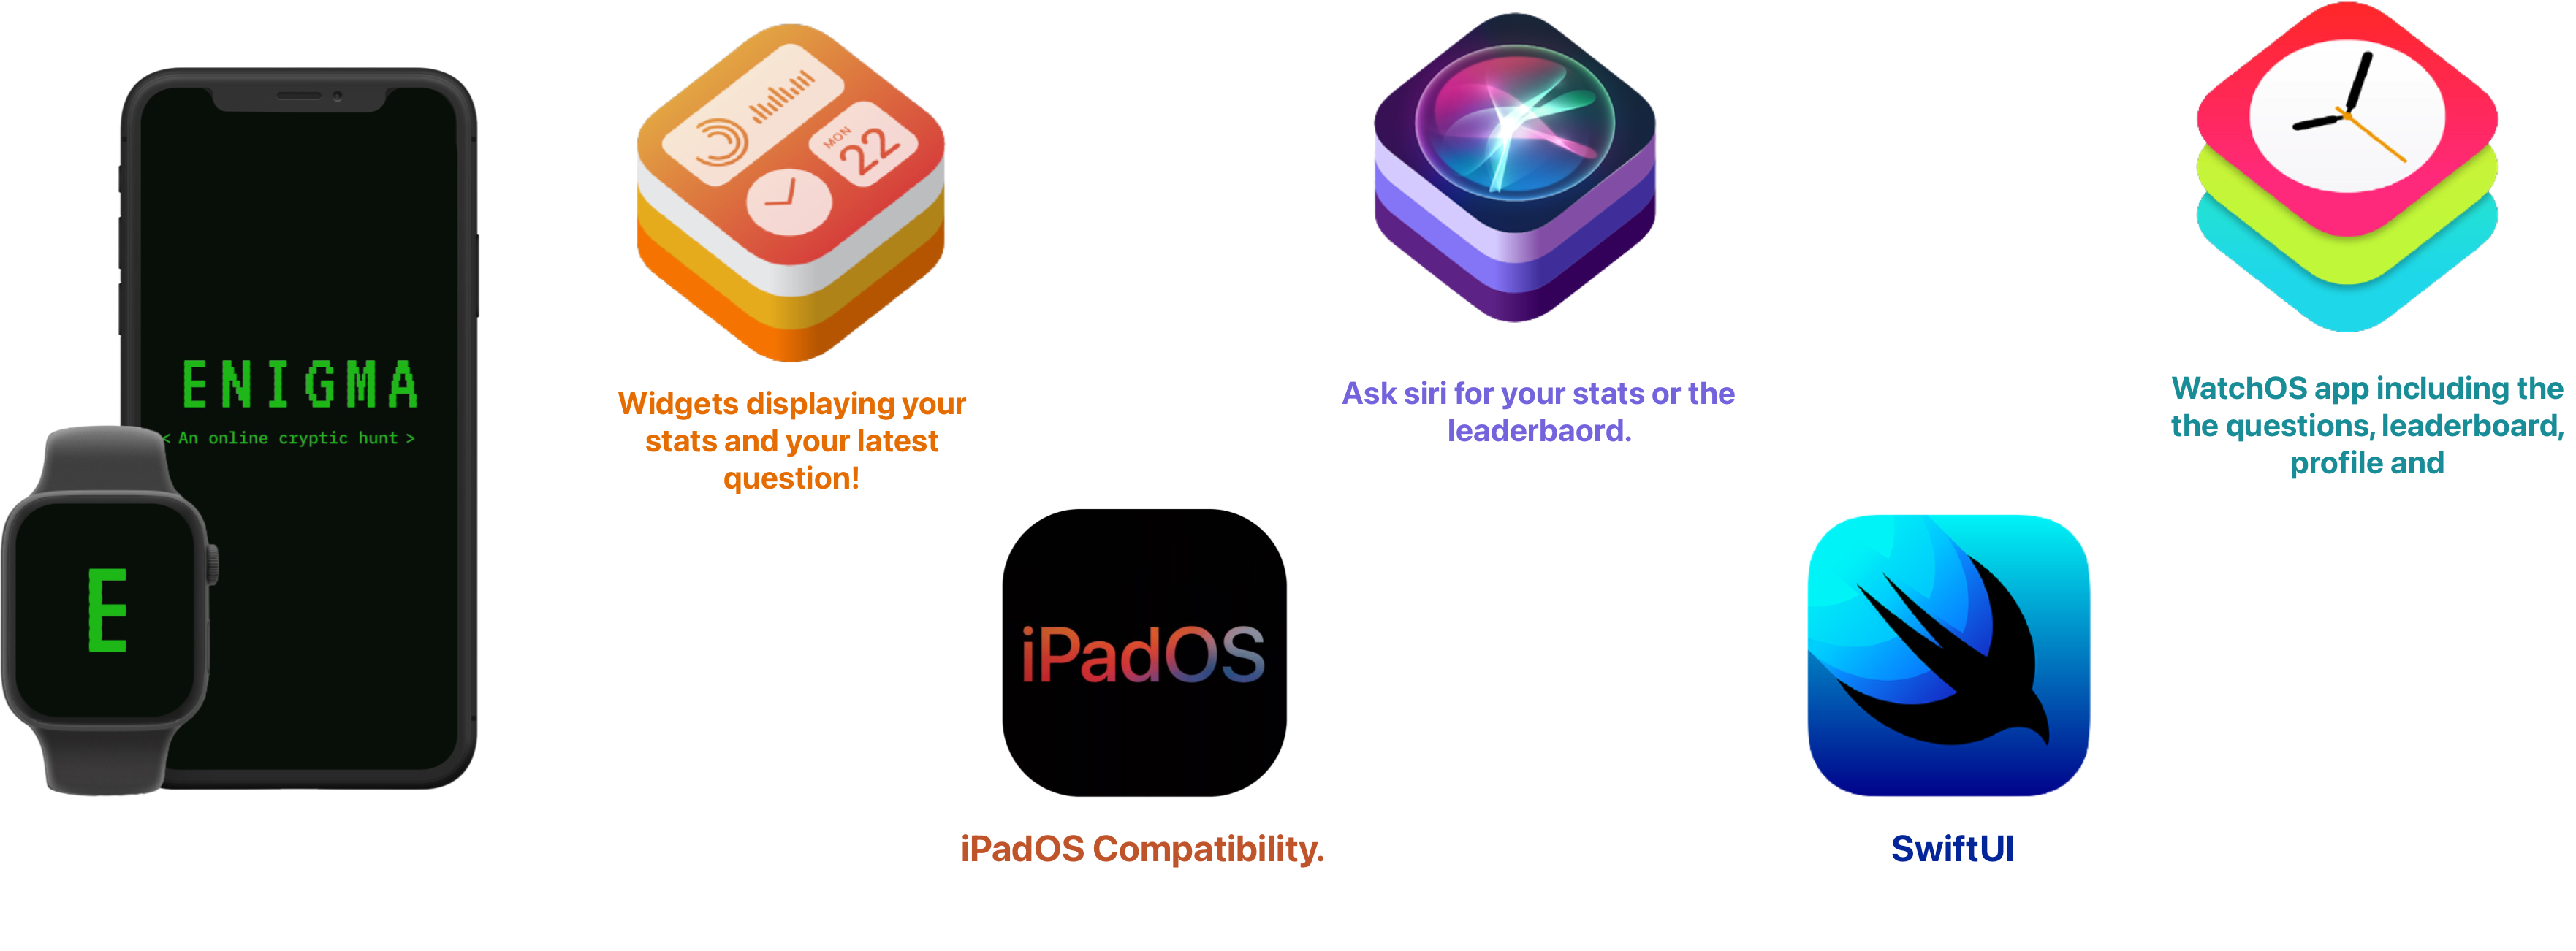 ENIGMA
< An online cryptic hunt >
E
MON
22
Widgets displaying your
stats and your latest
question!
Ask siri for your stats or the
leaderbaord.
WatchOS app including the
the questions, leaderboard,
profile and
iPadOS
iPadOS Compatibility.
SwiftUI